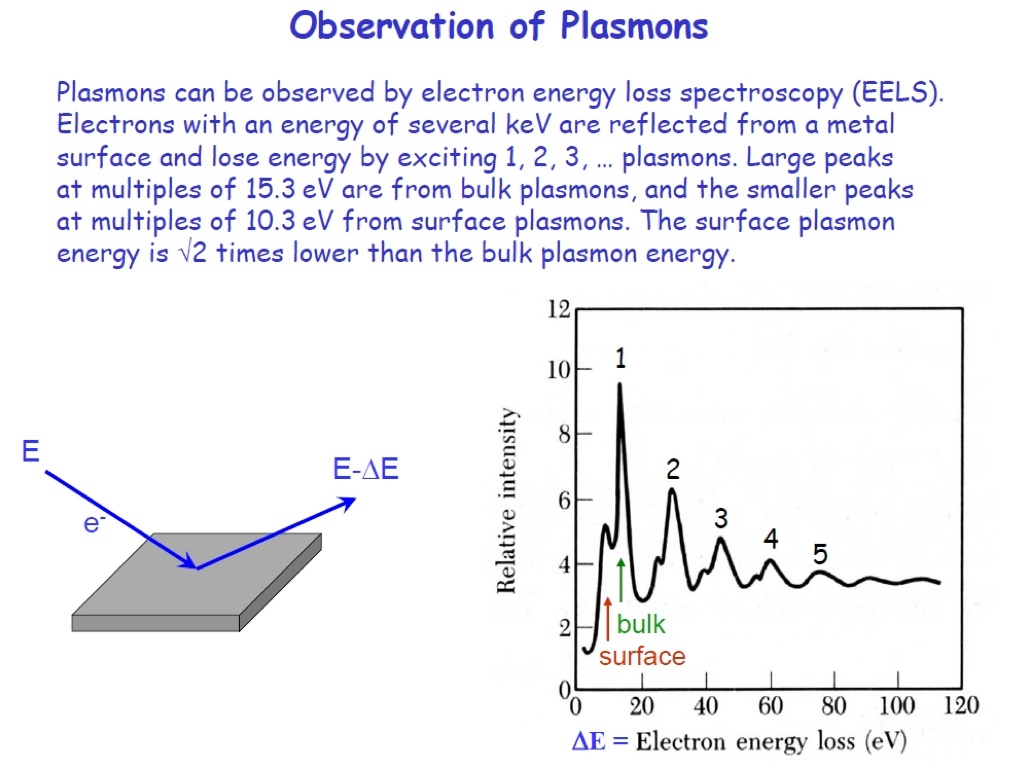 Observation of Plasmons
Plasmons can be observed by electron energy loss spectroscopy (EELS).
Electrons with an energy of several keV are reflected from a metal
surface and lose energy by exciting 1, 2, 3, ... plasmons. Large peaks
at multiples of 15.3 eV are from bulk plasmons, and the smaller peaks
at multiples of 10.3 eV from surface plasmons. The surface plasmon
energy is √2 times lower than the bulk plasmon energy.
E
e-
E-ΔE
Relative intensity
12
10
8
6
4
2
0
1
2
3
4
5
bulk
surface
0 20 40 60 80 100 120
ΔE = Electron energy loss (eV)